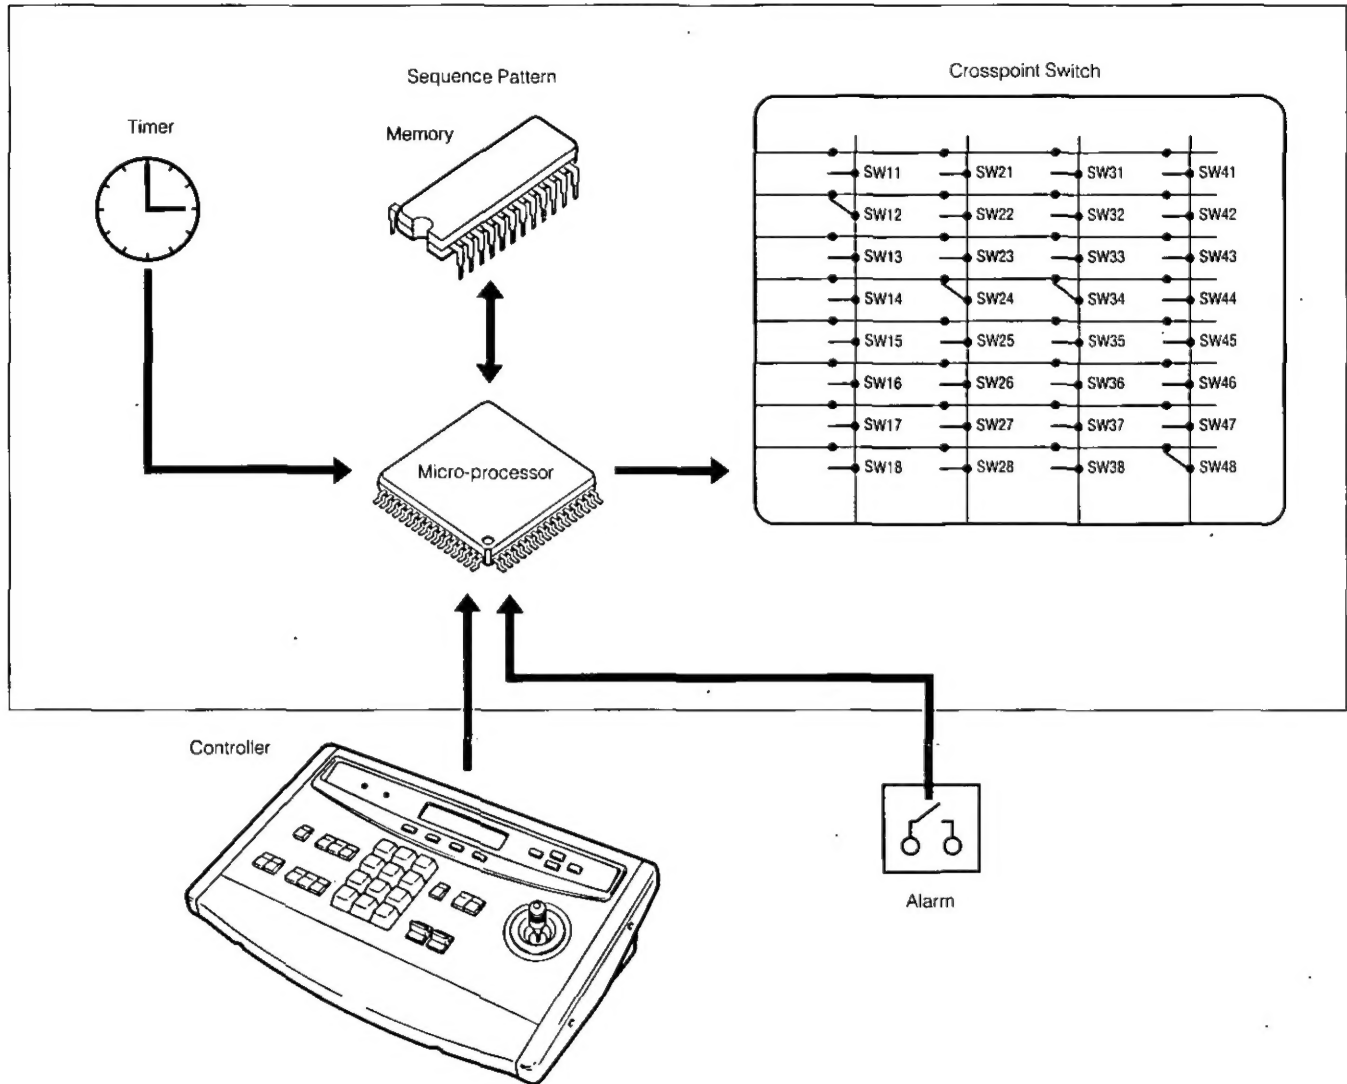 Sequence Pattern
Crosspoint Switch
Timer
Memory
SW11 SW21 SW31 SW41
SW12 SW22 SW32 SW42
SW13 SW23 SW33 SW43
SW14 SW24 SW34 SW44
SW15 SW25 SW35 SW45
SW16 SW26 SW36 SW46
SW17 SW27 SW37 SW47
SW18 SW28 SW38 SW48
Micro-processor
Controller
Alarm